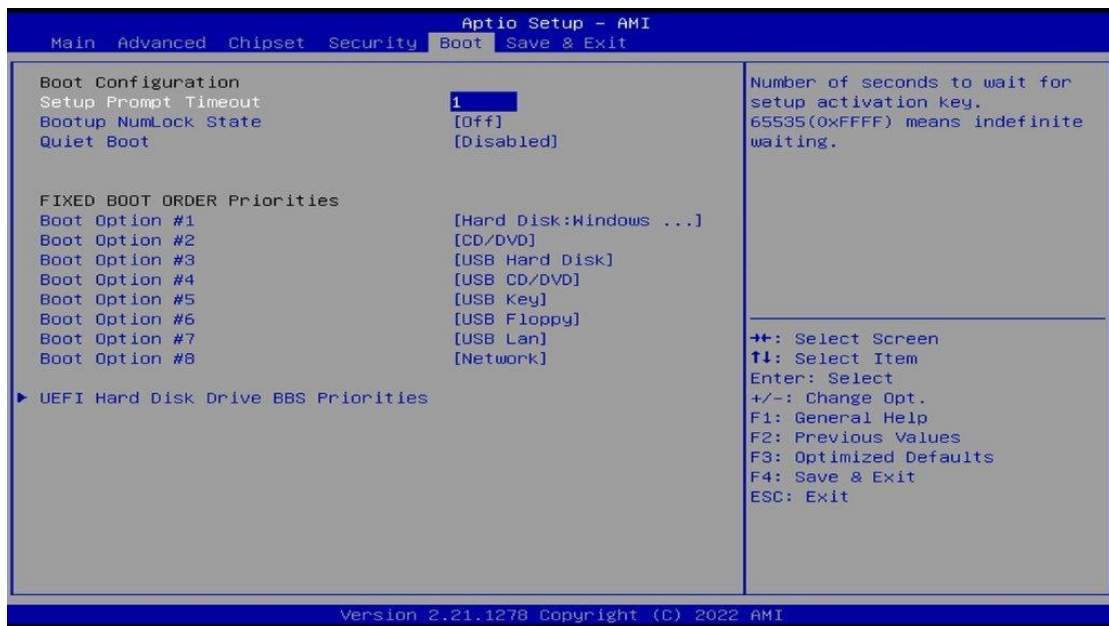 Aptio Setup - AMI
Main Advanced Chipset Security Boot Save & Exit
Boot Configuration
Setup Prompt Timeout 1
Bootup NumLock State [Off]
Quiet Boot [Disabled]
FIXED BOOT ORDER Priorities
Boot Option #1 [Hard Disk:Windows ...]
Boot Option #2 [CD/DVD]
Boot Option #3 [USB Hard Disk]
Boot Option #4 [USB CD/DVD]
Boot Option #5 [USB Key]
Boot Option #6 [USB Floppy]
Boot Option #7 [USB Lan]
Boot Option #8 [Network]
▶ UEFI Hard Disk Drive BBS Priorities
Number of seconds to wait for
setup activation key.
65535(0xFFFF) means indefinite
waiting.
→←: Select Screen
↑↓: Select Item
Enter: Select
+/-: Change Opt.
F1: General Help
F2: Previous Values
F3: Optimized Defaults
F4: Save & Exit
ESC: Exit
Version 2.21.1278 Copyright (C) 2022 AMI